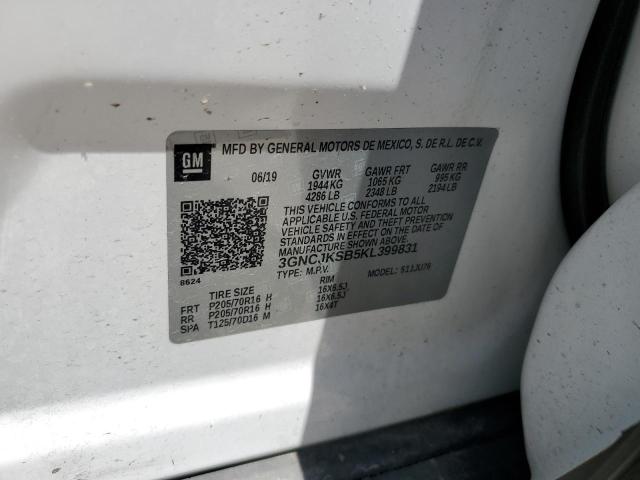 GM
MFD BY GENERAL MOTORS DE MEXICO, S. DE R.L. DE C.V.
06/19 GVWR GAWR FRT GAWR RR
1944 KG 1065 KG 995 KG
4286 LB 2348 LB 2194 LB
THIS VEHICLE CONFORMS TO ALL
APPLICABLE U.S. FEDERAL MOTOR
VEHICLE SAFETY AND THEFT
PREVENTION STANDARDS IN EFFECT
ON THE DATE OF MANUFACTURE
SHOWN ABOVE.
3GNCJKSB5KL399831
8624 TYPE: M.P.V. MODEL: 511JU76
TIRE SIZE RIM
FRT P205/70R16 H 16X6.5J
RR P205/70R16 H 16X6.5J
SPA T125/70D16 M 16X4T